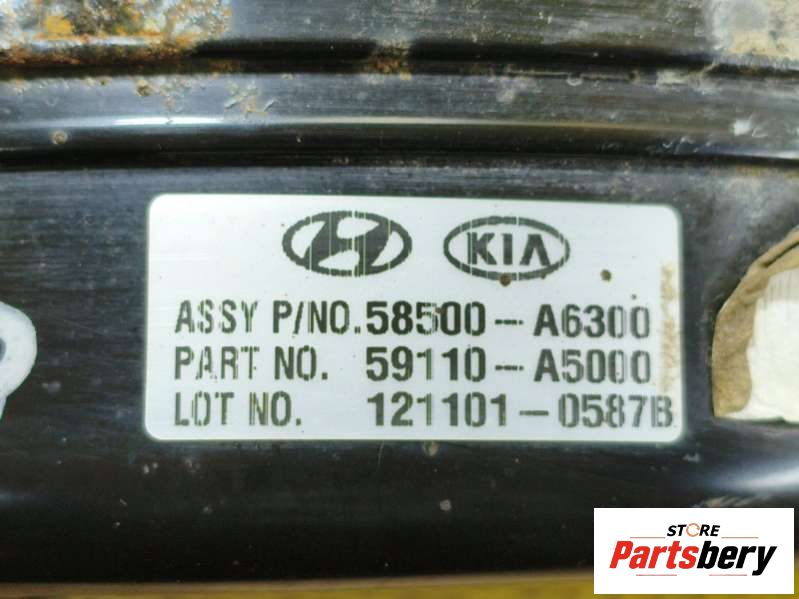 KIA
ASSY P/NO. 58500-A6300
PART NO. 59110-A5000
LOT NO. 121101-0587B
STORE
Partsbery